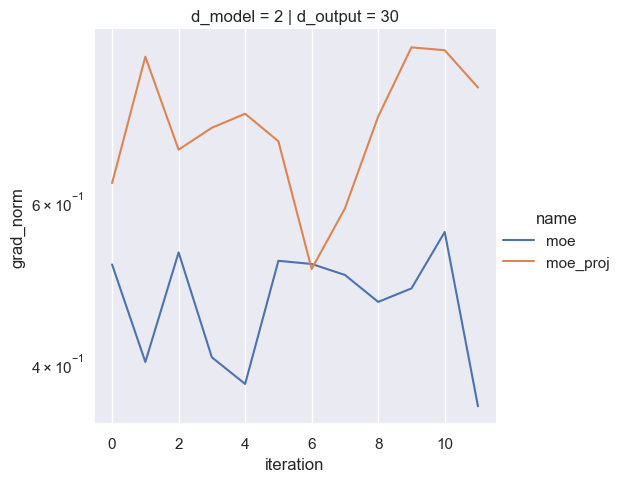 d_model = 2 | d_output = 30
grad_norm
6 × 10⁻¹
4 × 10⁻¹
0 2 4 6 8 10
iteration
name
moe
moe_proj